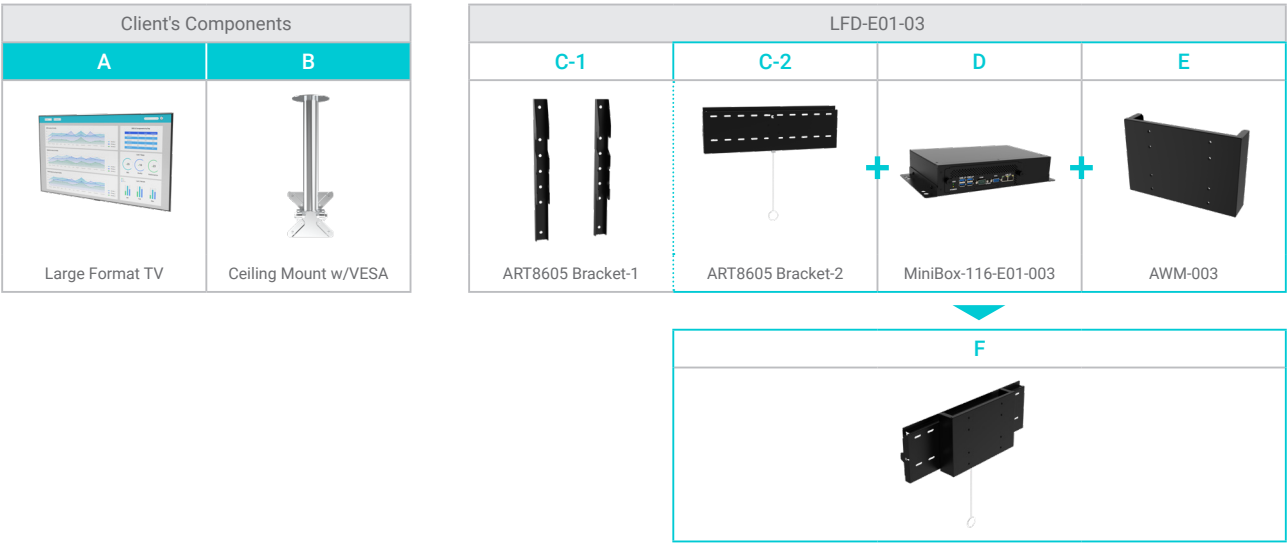 Client's Components
LFD-E01-03
A
B
C-1
C-2
D
E
Large Format TV
Ceiling Mount w/VESA
ART8605 Bracket-1
ART8605 Bracket-2
MiniBox-116-E01-003
AWM-003
F